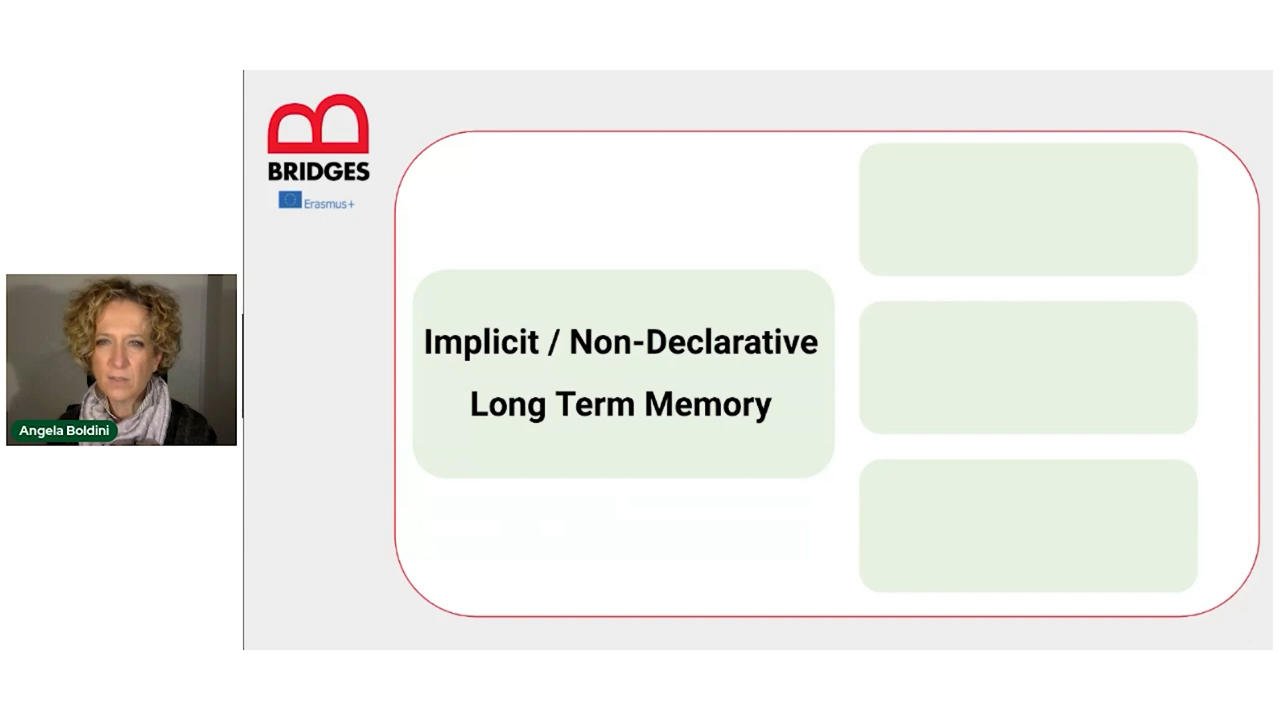 BRIDGES
Erasmus+
Implicit / Non-Declarative
Long Term Memory
Angela Boldini